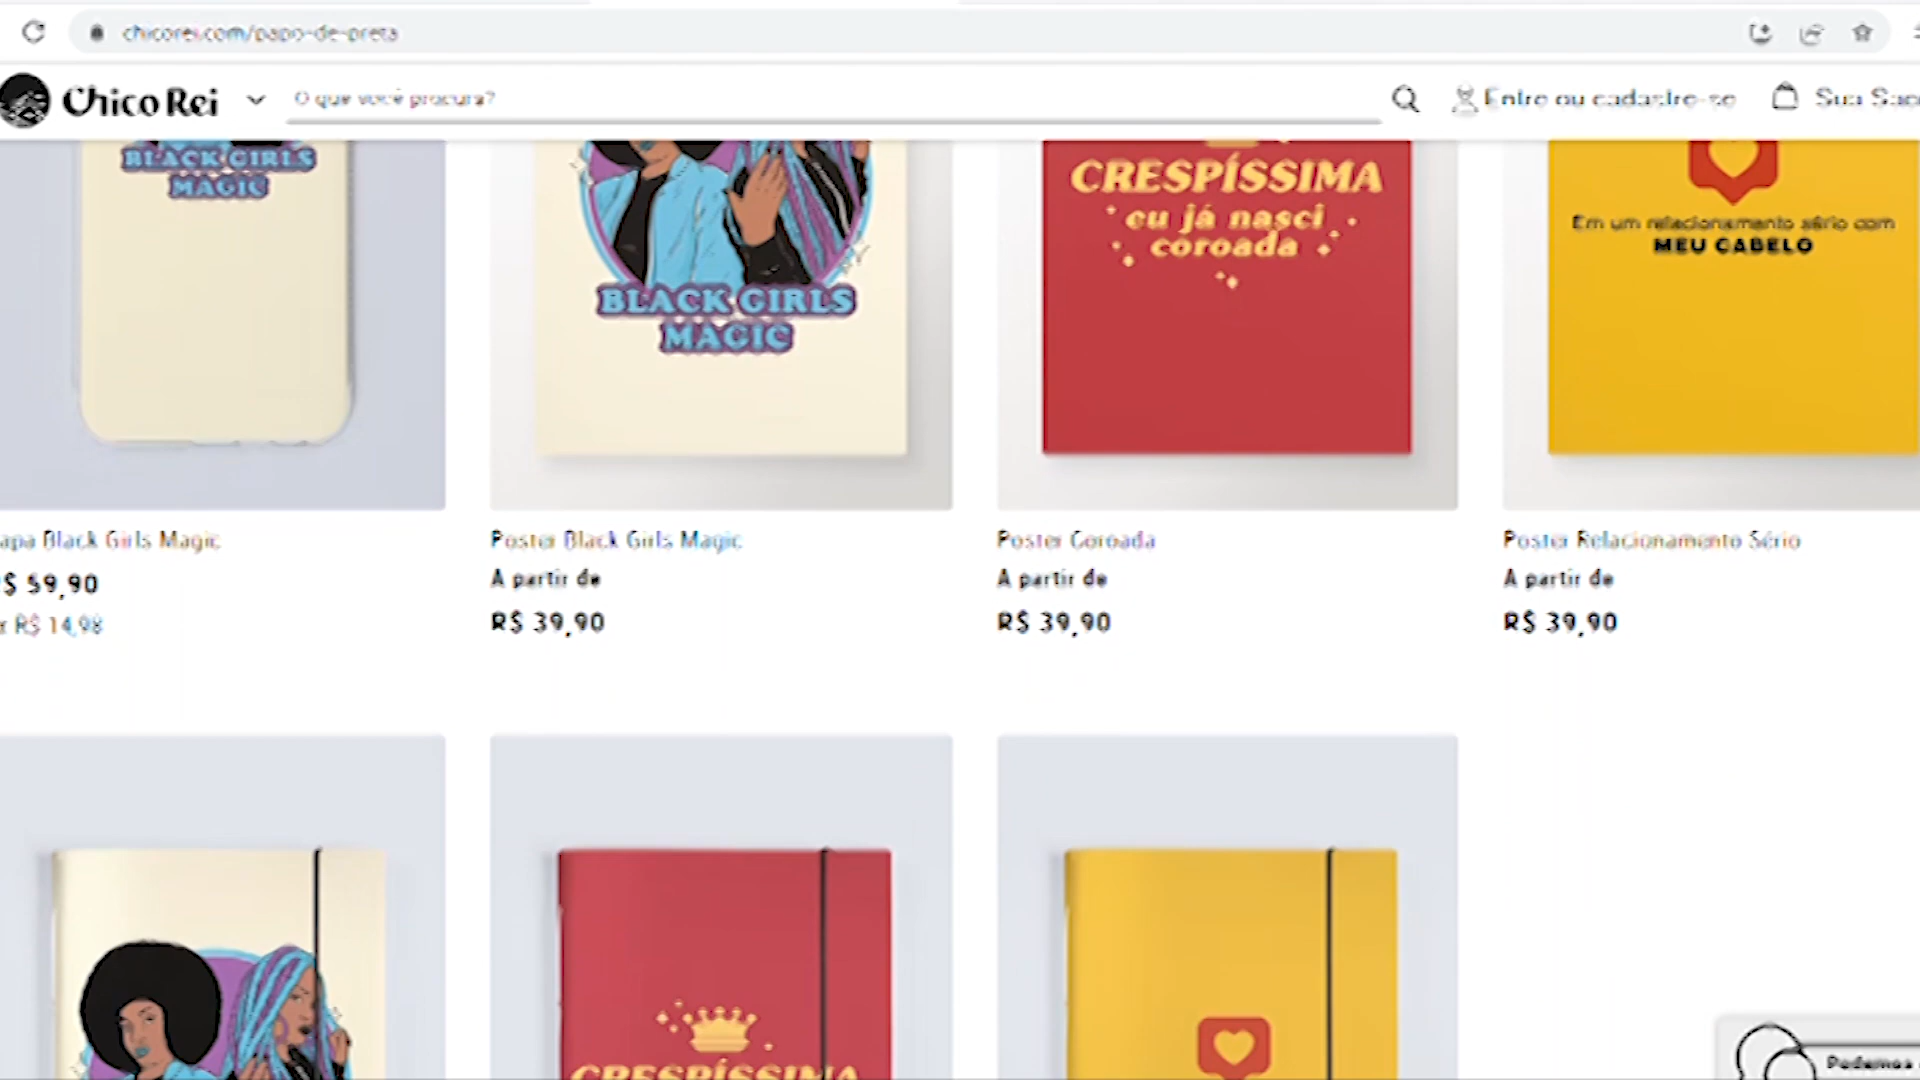 chicorei.com/papo-de-preta
Chico Rei
O que você procura?
Entre ou cadastre-se
Sua
BLACK GIRLS
MAGIC
BLACK GIRLS
MAGIC
CRESPÍSSIMA
eu já nasci
coroada
Em um relacionamento sério com
MEU CABELO
Black Girls Magic
Poster Black Girls Magic
Poster Coroada
Poster Relacionamento Sério
A partir de
A partir de
A partir de
$ 59,90
R$ 39,90
R$ 39,90
R$ 39,90
R$ 14,98
CRESPÍSSIMA
Podemos